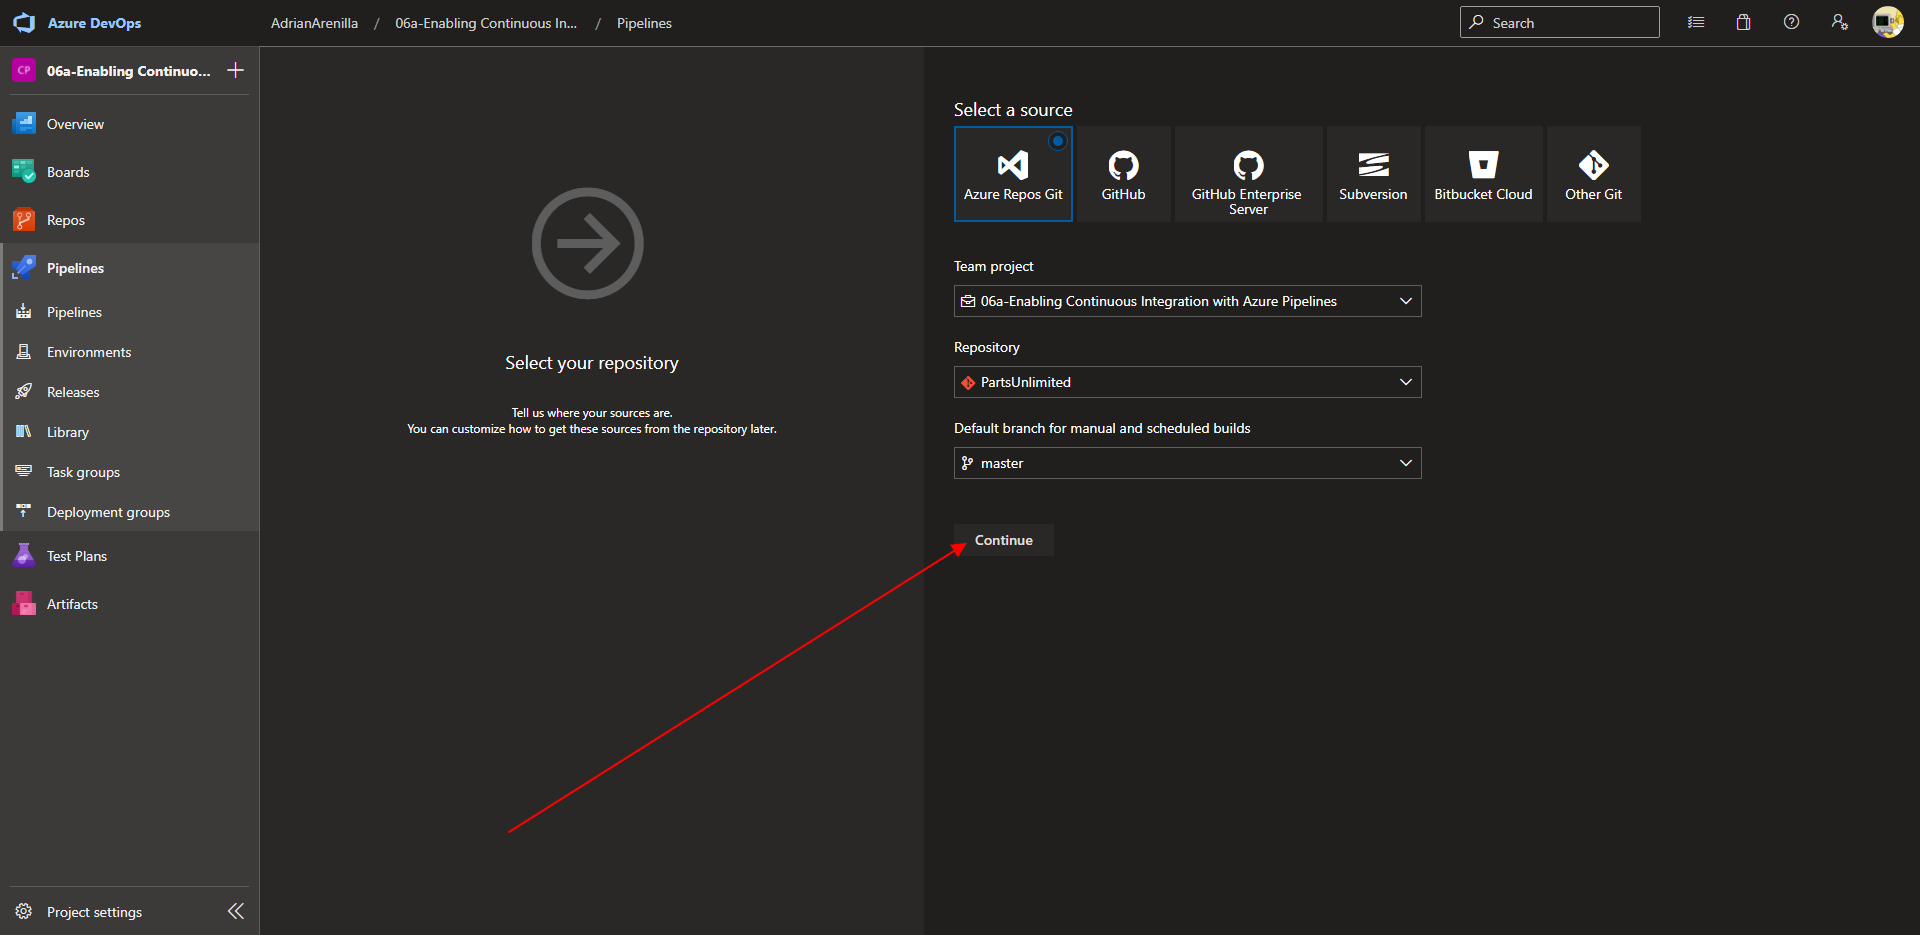 Azure DevOps
AdrianArenilla / 06a-Enabling Continuous In... / Pipelines
Search
CP
06a-Enabling Continuo...
Overview
Boards
Repos
Pipelines
Pipelines
Environments
Releases
Library
Task groups
Deployment groups
Test Plans
Artifacts
Project settings
Select your repository
Tell us where your sources are.
You can customize how to get these sources from the repository later.
Select a source
Azure Repos Git
GitHub
GitHub Enterprise
Server
Subversion
Bitbucket Cloud
Other Git
Team project
06a-Enabling Continuous Integration with Azure Pipelines
Repository
PartsUnlimited
Default branch for manual and scheduled builds
master
Continue